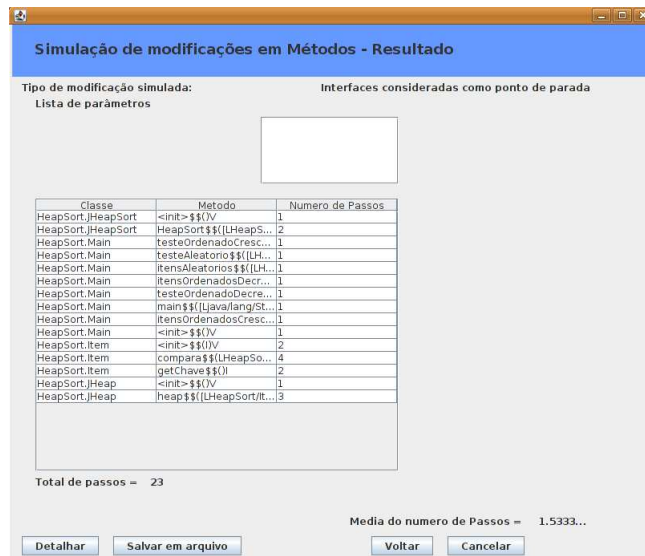 Simulação de modificações em Métodos - Resultado
Tipo de modificação simulada: Interfaces consideradas como ponto de parada
Lista de parâmetros
Classe Metodo Numero de Passos
HeapSort.JHeapSort <init>$$()V 1
HeapSort.JHeapSort HeapSort$$([LHeapS... 2
HeapSort.Main testeOrdenadoCresc... 1
HeapSort.Main testeAleatorio$$([LH... 1
HeapSort.Main itensAleatorios$$([LH... 1
HeapSort.Main itensOrdenadosDecr... 1
HeapSort.Main testeOrdenadoDecre... 1
HeapSort.Main main$$([Ljava/lang/St... 1
HeapSort.Main itensOrdenadosCresc... 1
HeapSort.Main <init>$$()V 1
HeapSort.Item <init>$$(I)V 2
HeapSort.Item compara$$(LHeapSo... 4
HeapSort.Item getChave$$()I 2
HeapSort.JHeap <init>$$()V 1
HeapSort.JHeap heap$$([LHeapSort/It... 3
Total de passos = 23
Media do numero de Passos = 1.5333...
Detalhar Salvar em arquivo Voltar Cancelar